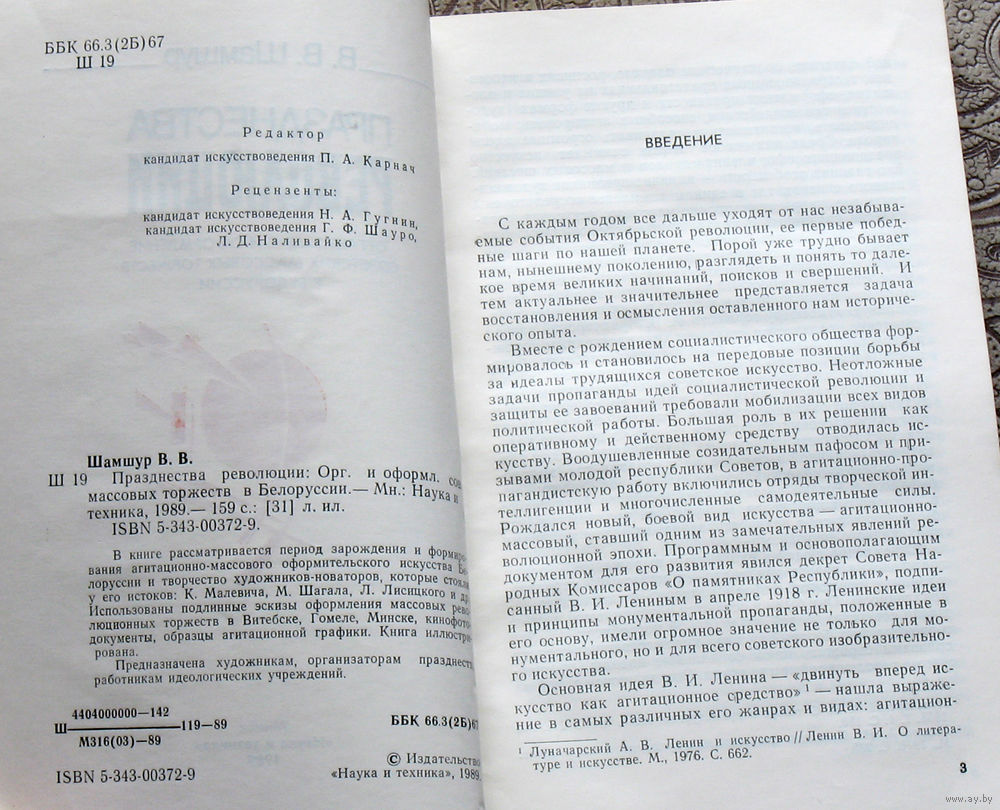 ББК 66.3(2Б)67
Ш 19
Редактор
кандидат искусствоведения П. А. Карнач
Рецензенты:
кандидат искусствоведения Н. А. Гугнин,
кандидат искусствоведения Г. Ф. Шауро,
Л. Д. Наливайко
Шамшур В. В.
Ш 19 Празднества революции: Орг. и оформл. сов.
массовых торжеств в Белоруссии.— Мн.: Наука и
техника, 1989.— 159 с.: [31] л. ил.
ISBN 5-343-00372-9.
В книге рассматривается период зарождения и формиро-
вания агитационно-массового оформительского искусства Бе-
лоруссии и творчество художников-новаторов, которые стояли
у его истоков: К. Малевича, М. Шагала, Л. Лисицкого и др.
Использованы подлинные эскизы оформления массовых рево-
люционных торжеств в Витебске, Гомеле, Минске, кинофото-
документы, образцы агитационной графики. Книга иллюстри-
рована.
Предназначена художникам, организаторам празднеств,
работникам идеологических учреждений.
4404000000—142
Ш 119—89
М316(03)—89
ББК 66.3(2Б)67
ISBN 5-343-00372-9
© Издательство
«Наука и техника», 1989.
ВВЕДЕНИЕ
С каждым годом все дальше уходят от нас незабыва-
емые события Октябрьской революции, ее первые побед-
ные шаги по нашей планете. Порой уже трудно бывает
нам, нынешнему поколению, разглядеть и понять то дале-
кое время великих начинаний, поисков и свершений. И
тем актуальнее и значительнее представляется задача
восстановления и осмысления оставленного нам историче-
ского опыта.
Вместе с рождением социалистического общества фор-
мировалось и становилось на передовые позиции борьбы
за идеалы трудящихся советское искусство. Неотложные
задачи пропаганды идей социалистической революции и
защиты ее завоеваний требовали мобилизации всех видов
политической работы. Большая роль в их решении как
оперативному и действенному средству отводилась ис-
кусству. Воодушевленные созидательным пафосом и при-
зывами молодой республики Советов, в агитационно-про-
пагандистскую работу включились отряды творческой ин-
теллигенции и многочисленные самодеятельные силы.
Рождался новый, боевой вид искусства — агитационно-
массовый, ставший одним из замечательных явлений ре-
волюционной эпохи. Программным и основополагающим
документом для его развития явился декрет Совета На-
родных Комиссаров «О памятниках Республики», подпи-
санный В. И. Лениным в апреле 1918 г. Ленинские идеи
и принципы монументальной пропаганды, положенные в
его основу, имели огромное значение не только для мо-
нументального, но и для всего советского изобразительно-
го искусства.
Основная идея В. И. Ленина — «двинуть вперед ис-
кусство как агитационное средство» ¹ — нашла выраже-
ние в самых различных его жанрах и видах: агитацион-
¹ Луначарский А. В. Ленин и искусство // Ленин В. И. О литера-
туре и искусстве. М., 1976. С. 662.
3
www.ay.by